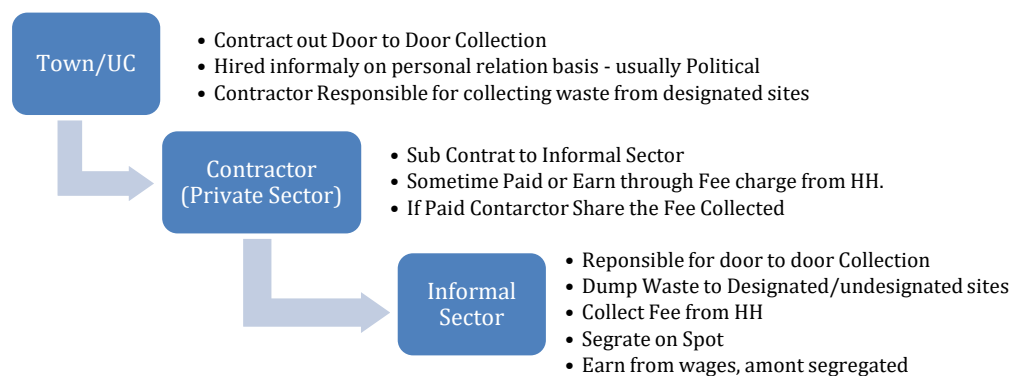 Town/UC
• Contract out Door to Door Collection
• Hired informaly on personal relation basis - usually Political
• Contractor Responsible for collecting waste from designated sites
Contractor
(Private Sector)
• Sub Contrat to Informal Sector
• Sometime Paid or Earn through Fee charge from HH.
• If Paid Contarctor Share the Fee Collected
Informal
Sector
• Reponsible for door to door Collection
• Dump Waste to Designated/undesignated sites
• Collect Fee from HH
• Segrate on Spot
• Earn from wages, amont segregated